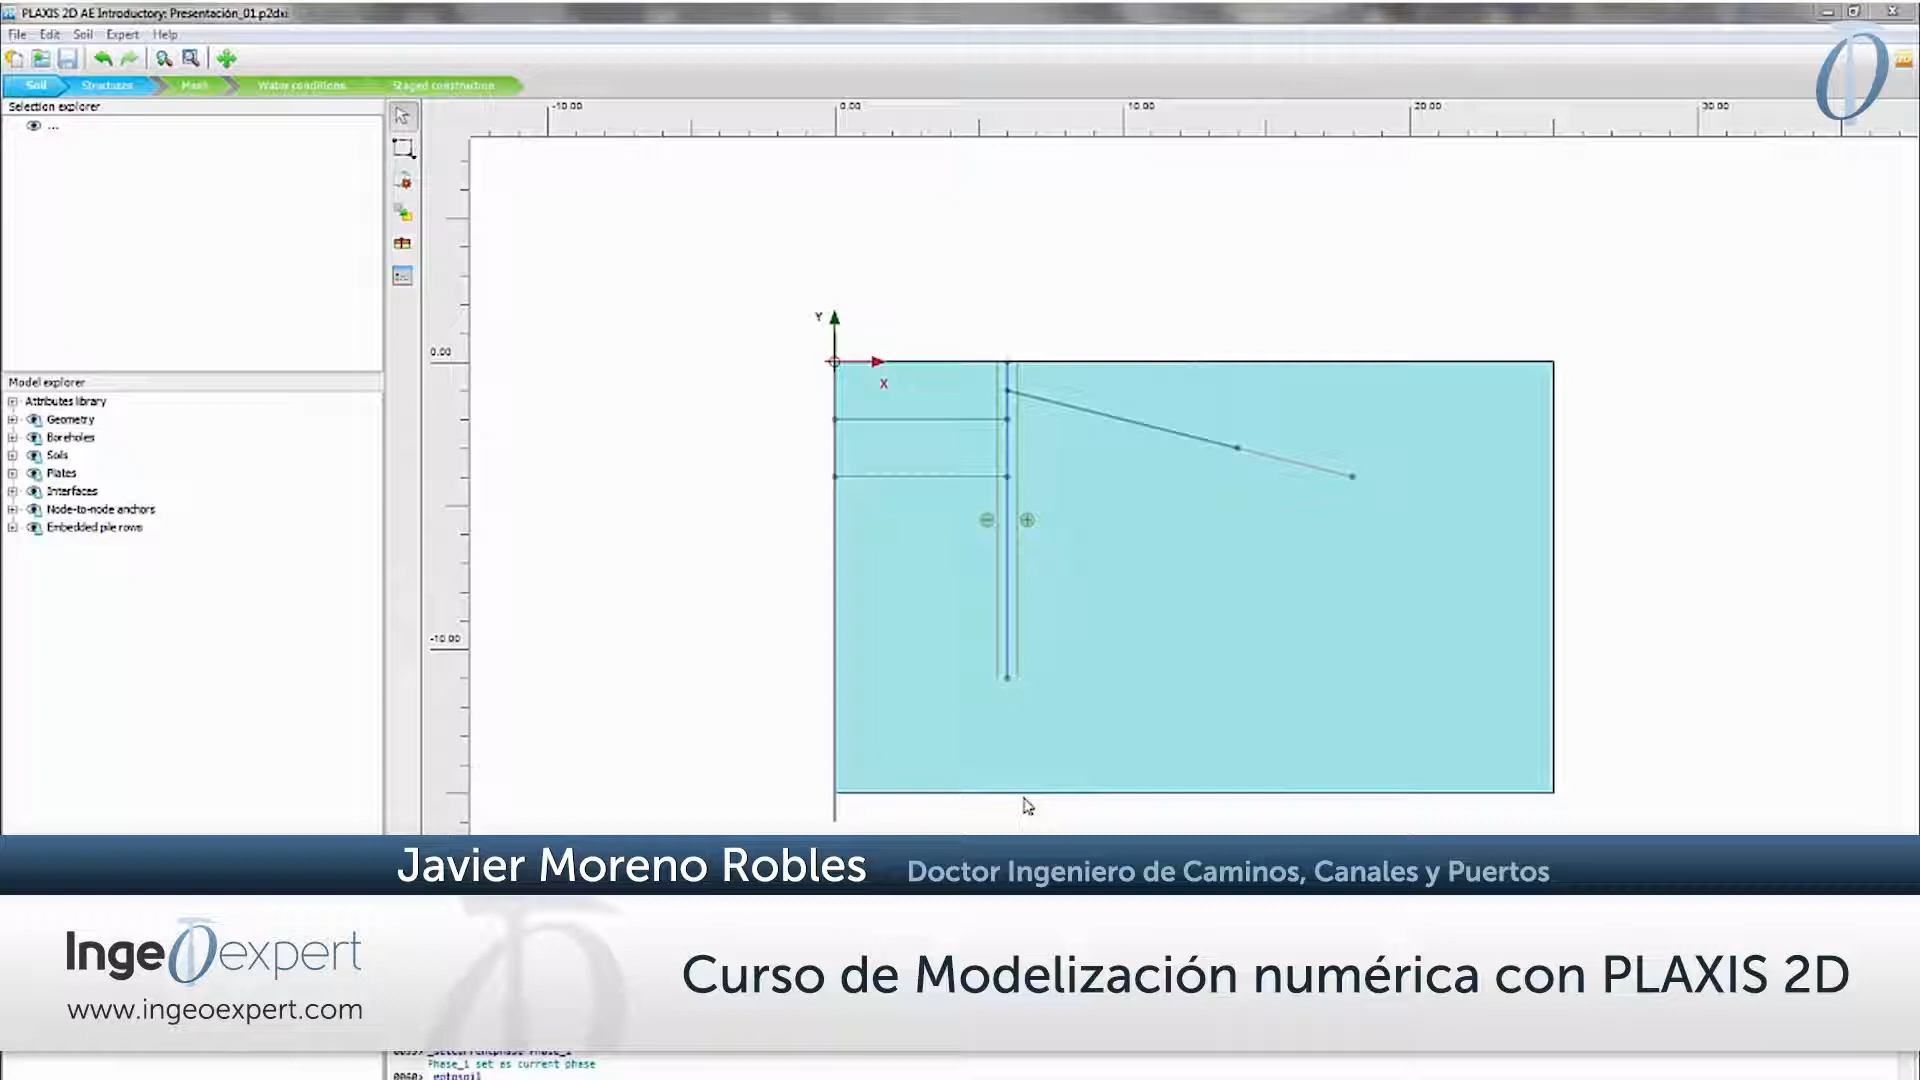 PLAXIS 2D AE Introductory: Presentación_01.p2dxi
File Edit Soil Expert Help
Soil Structures Mesh Water conditions Staged construction
Selection explorer
...
-10.00 0.00 10.00 20.00 30.00
Y
0.00
X
Model explorer
Attributes library
Geometry
Boreholes
Soils
Plates
Interfaces
Node-to-node anchors
Embedded pile rows
-10.00
Javier Moreno Robles Doctor Ingeniero de Caminos, Canales y Puertos
Ingeoexpert
www.ingeoexpert.com
Curso de Modelización numérica con PLAXIS 2D
Phase_1 set as current phase
0060> gotosoil